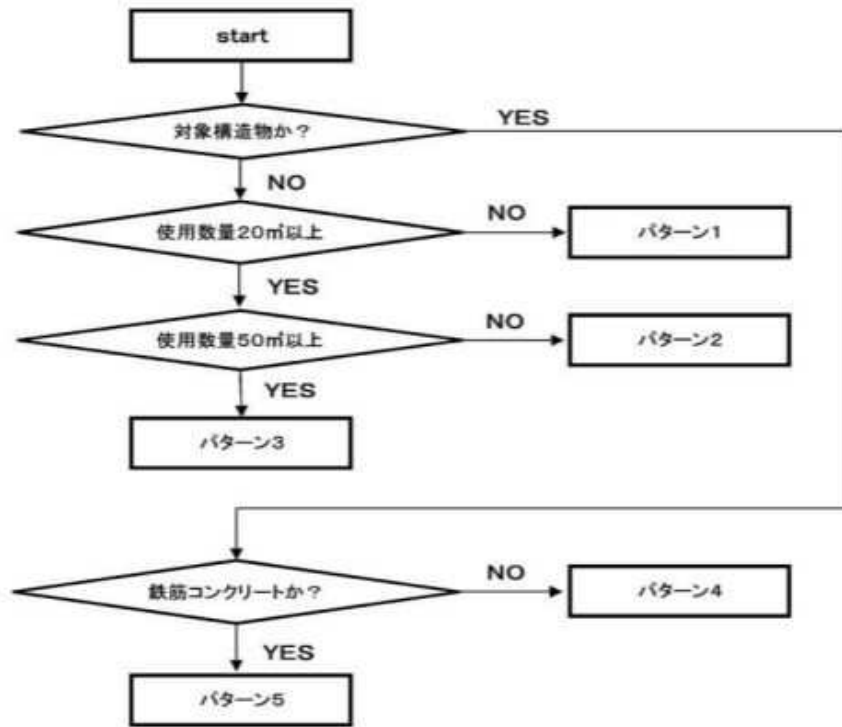 start
対象構造物か？
YES
NO
使用数量20㎥以上
NO
パターン1
YES
使用数量50㎥以上
NO
パターン2
YES
パターン3
鉄筋コンクリートか？
NO
パターン4
YES
パターン5